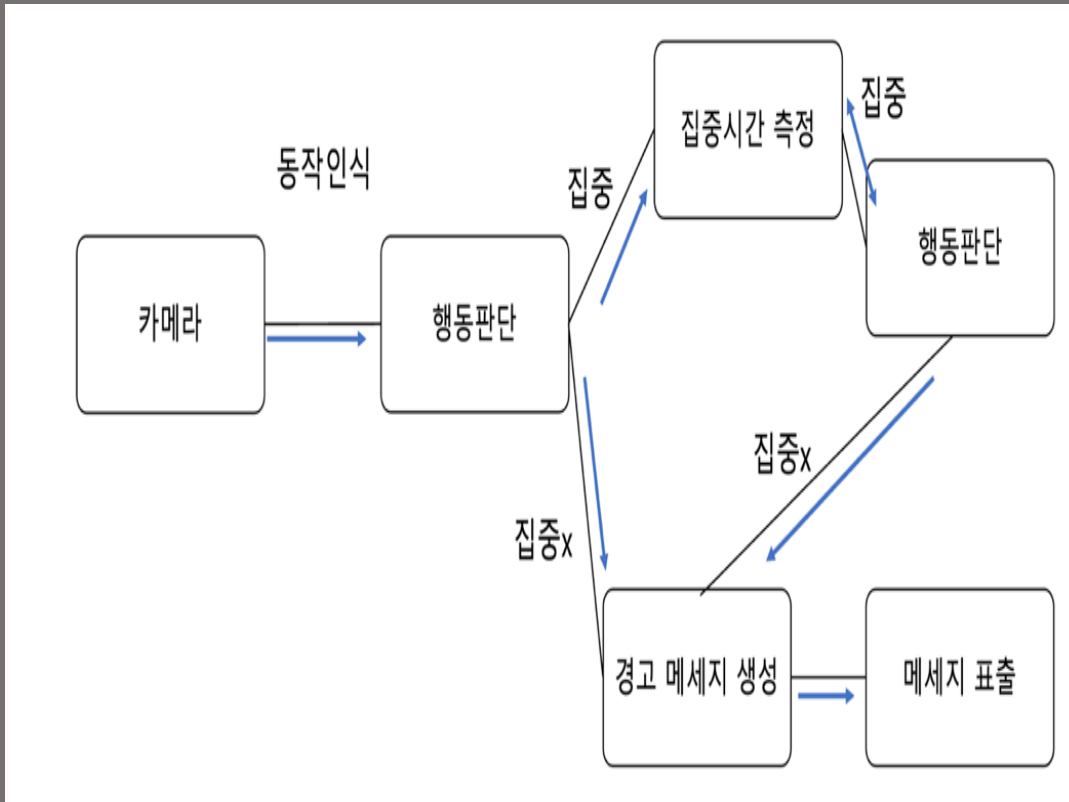 집중시간 측정
집중
동작인식
집중
행동판단
카메라
행동판단
집중x
집중x
경고 메세지 생성
메세지 표출